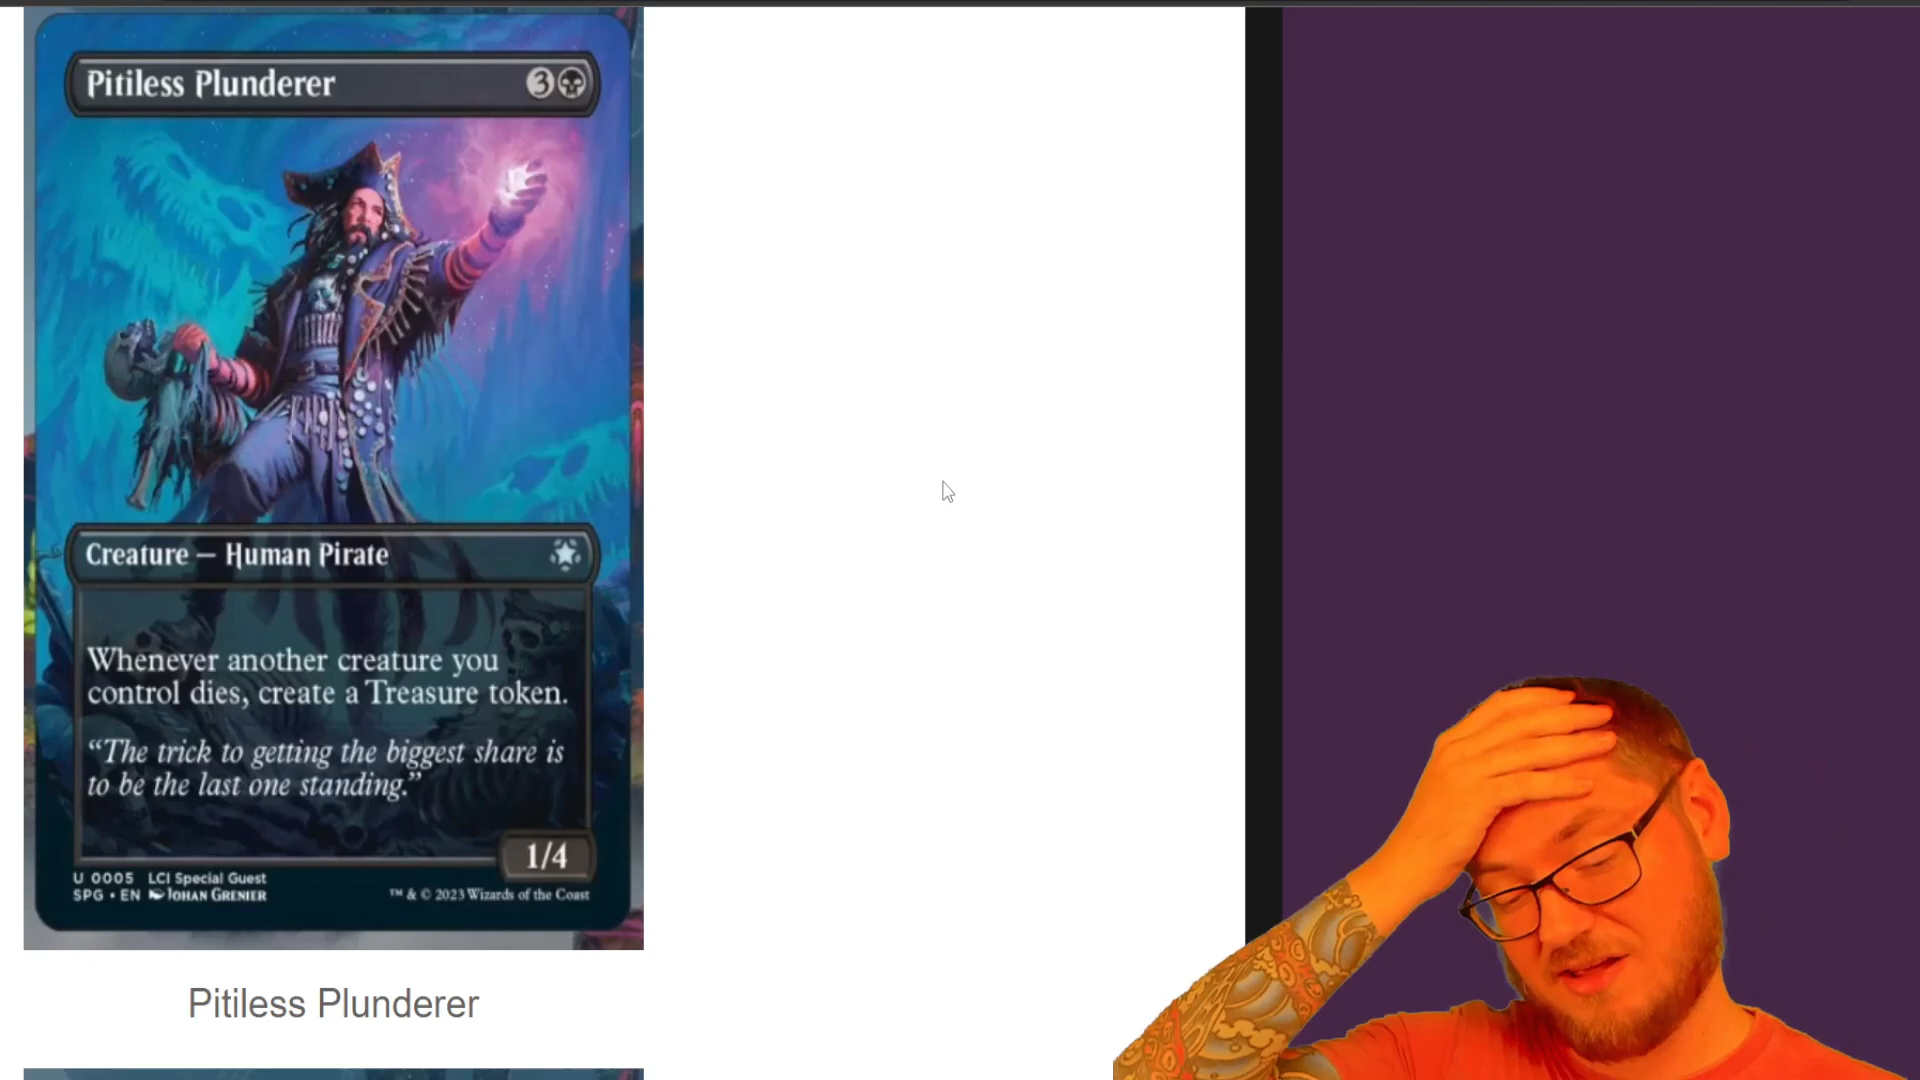 Pitiless Plunderer 3
Creature — Human Pirate
Whenever another creature you
control dies, create a Treasure token.
“The trick to getting the biggest share is
to be the last one standing.”
1/4
U 0005 LCI Special Guest
SPG • EN Johan Grenier ™ & © 2023 Wizards of the Coast
Pitiless Plunderer